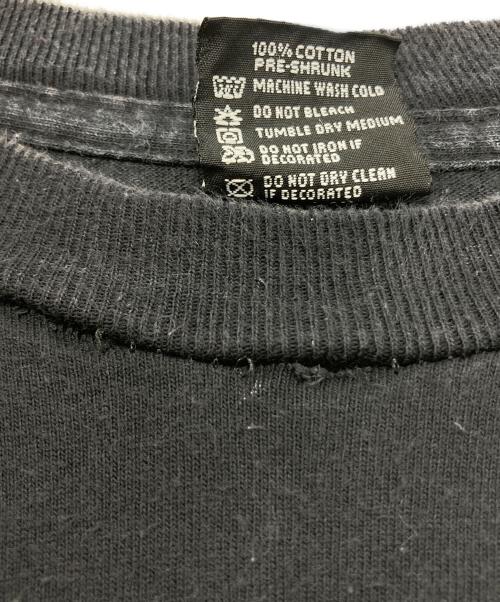 100% COTTON
PRE-SHRUNK
MACHINE WASH COLD
DO NOT BLEACH
TUMBLE DRY MEDIUM
DO NOT IRON IF
DECORATED
DO NOT DRY CLEAN
IF DECORATED